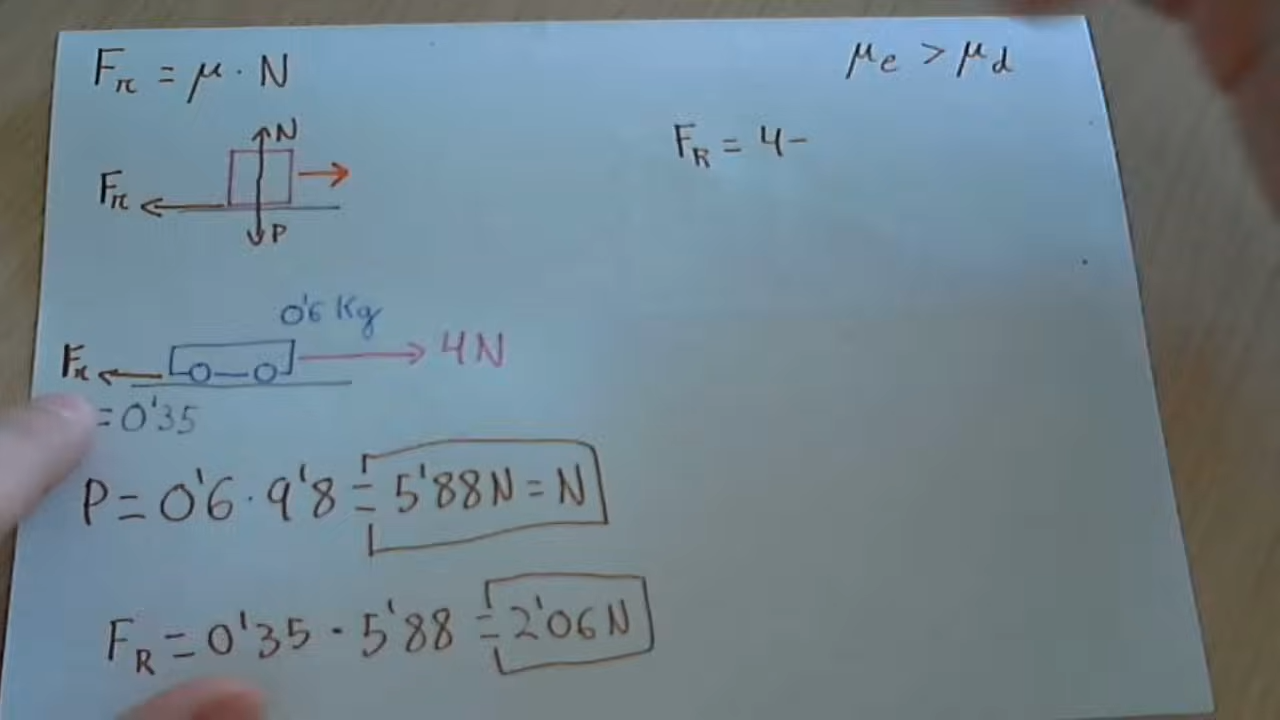 Fr = μ · N
μe > μd
FR = 4 -
N
Fr
P
0'6 Kg
Fr
4N
= 0'35
P = 0'6 · 9'8 = 5'88N = N
FR = 0'35 · 5'88 = 2'06 N